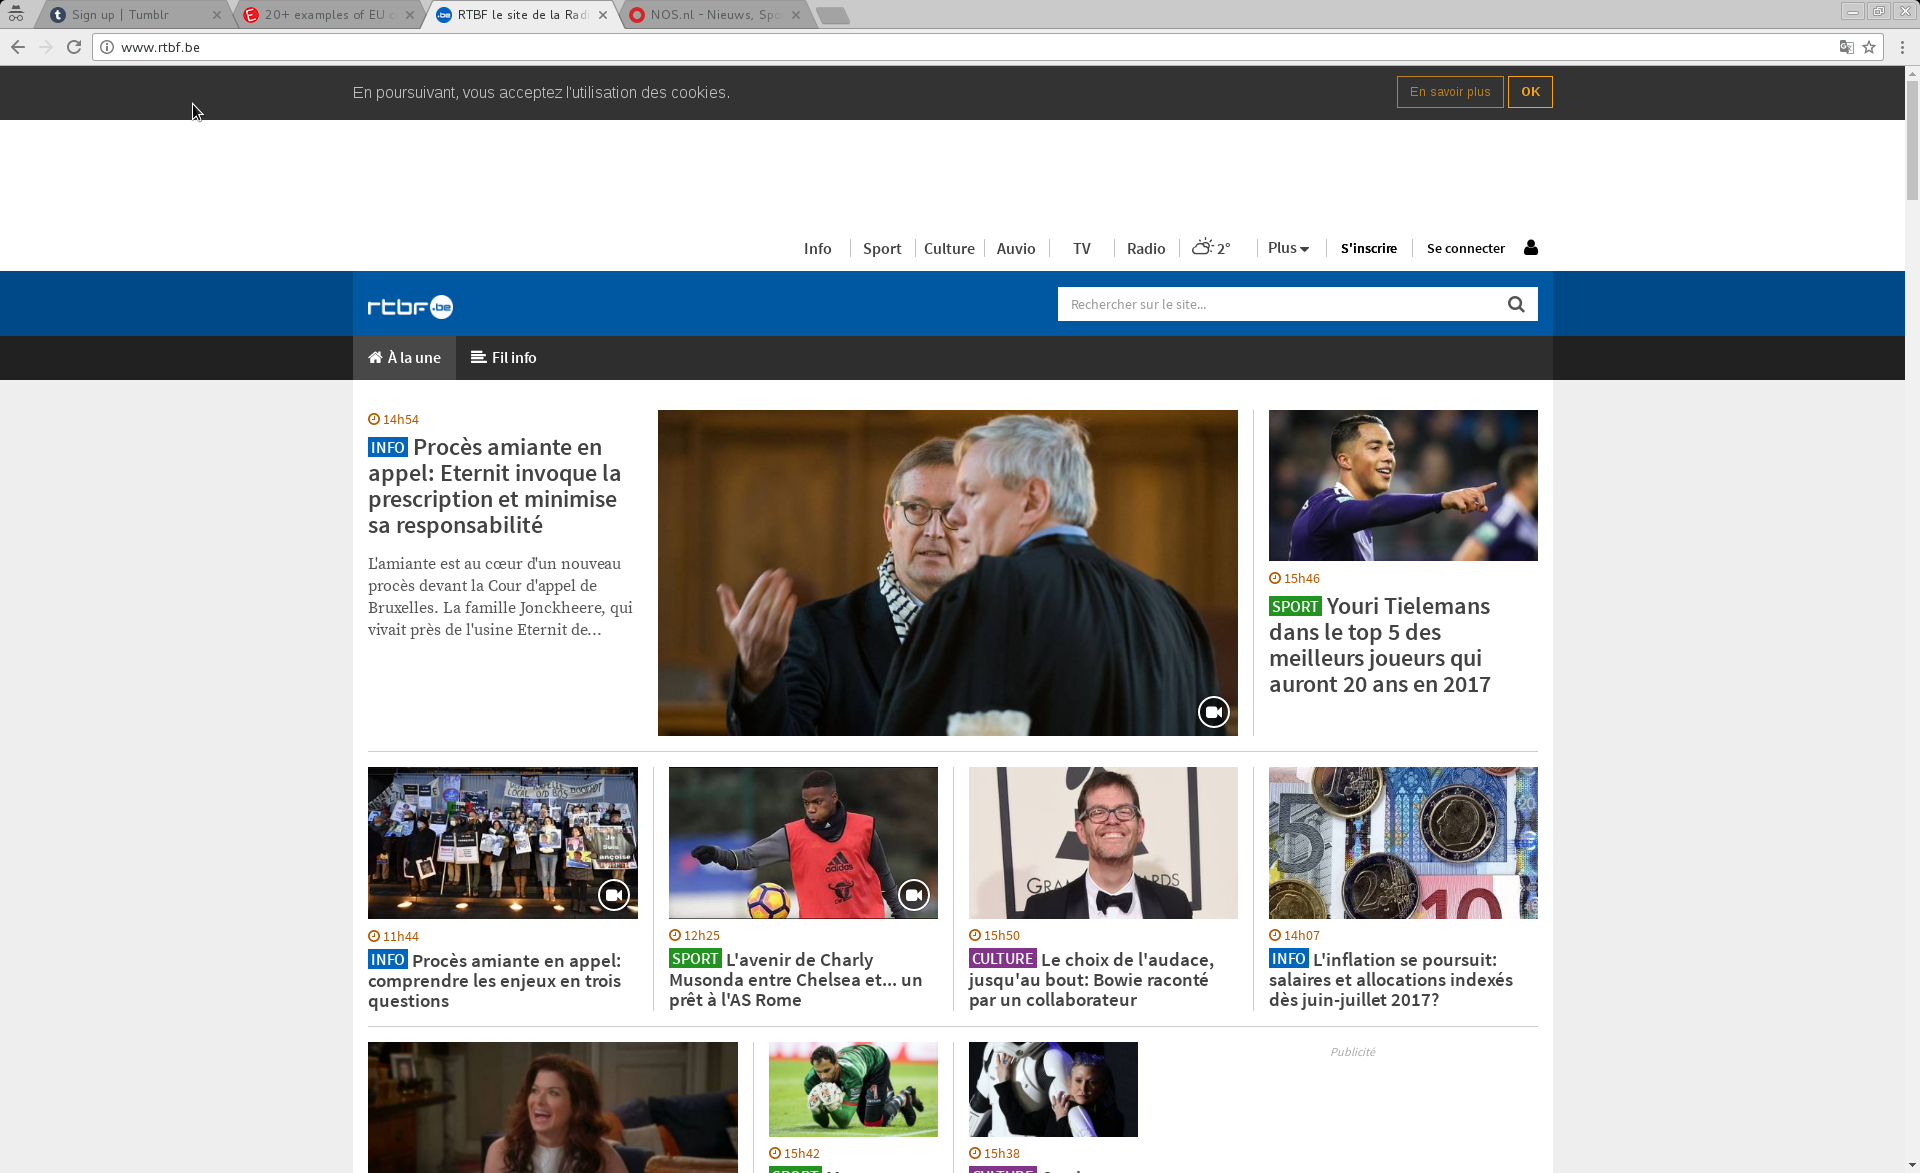 Sign up | Tumblr
20+ examples of EU
RTBF le site de la Rad
NOS.nl - Nieuws, Spo
www.rtbf.be
En poursuivant, vous acceptez l'utilisation des cookies.
En savoir plus
OK
Info
Sport
Culture
Auvio
TV
Radio
2°
Plus
S'inscrire
Se connecter
rtbf.be
Rechercher sur le site...
À la une
Fil info
14h54
INFO Procès amiante en
appel: Eternit invoque la
prescription et minimise
sa responsabilité
L'amiante est au cœur d'un nouveau
procès devant la Cour d'appel de
Bruxelles. La famille Jonckheere, qui
vivait près de l'usine Eternit de...
15h46
SPORT Youri Tielemans
dans le top 5 des
meilleurs joueurs qui
auront 20 ans en 2017
11h44
INFO Procès amiante en appel:
comprendre les enjeux en trois
questions
adidas
12h25
SPORT L'avenir de Charly
Musonda entre Chelsea et... un
prêt à l'AS Rome
15h50
CULTURE Le choix de l'audace,
jusqu'au bout: Bowie raconté
par un collaborateur
5
2
10
20
14h07
INFO L'inflation se poursuit:
salaires et allocations indexés
dès juin-juillet 2017?
15h42
SPORT
15h38
CULTURE
Publicité